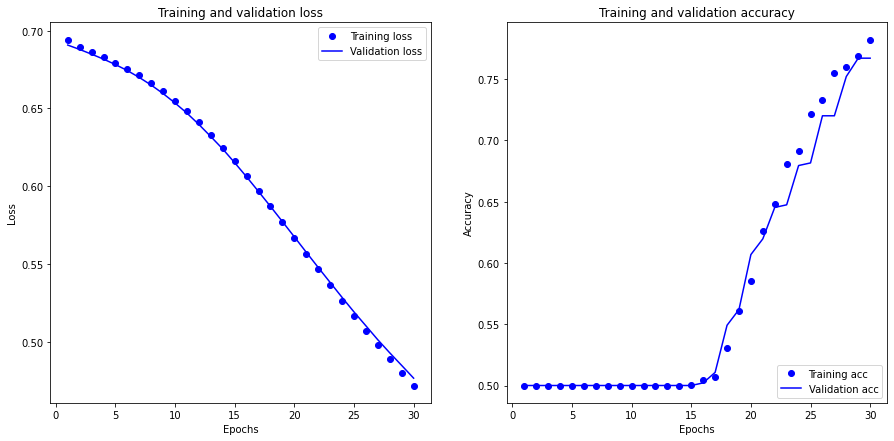 Training and validation loss
0.70
0.65
0.60
0.55
0.50
Loss
0
5
10
15
20
25
30
Epochs
Training loss
Validation loss
Training and validation accuracy
0.75
0.70
0.65
0.60
0.55
0.50
Accuracy
0
5
10
15
20
25
30
Epochs
Training acc
Validation acc